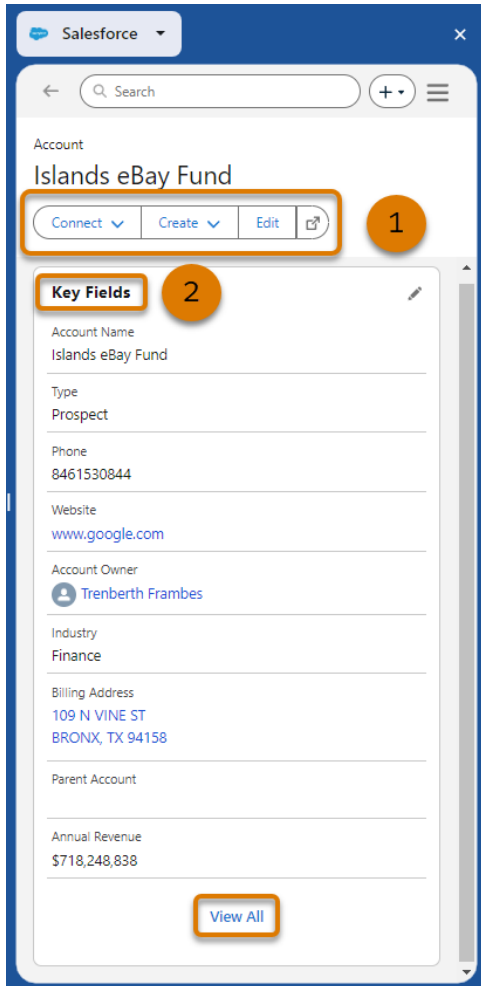 Salesforce
Search
Account
Islands eBay Fund
Connect Create Edit
1
Key Fields
2
Account Name
Islands eBay Fund
Type
Prospect
Phone
8461530844
Website
www.google.com
Account Owner
Trenberth Frambes
Industry
Finance
Billing Address
109 N VINE ST
BRONX, TX 94158
Parent Account
Annual Revenue
$718,248,838
View All